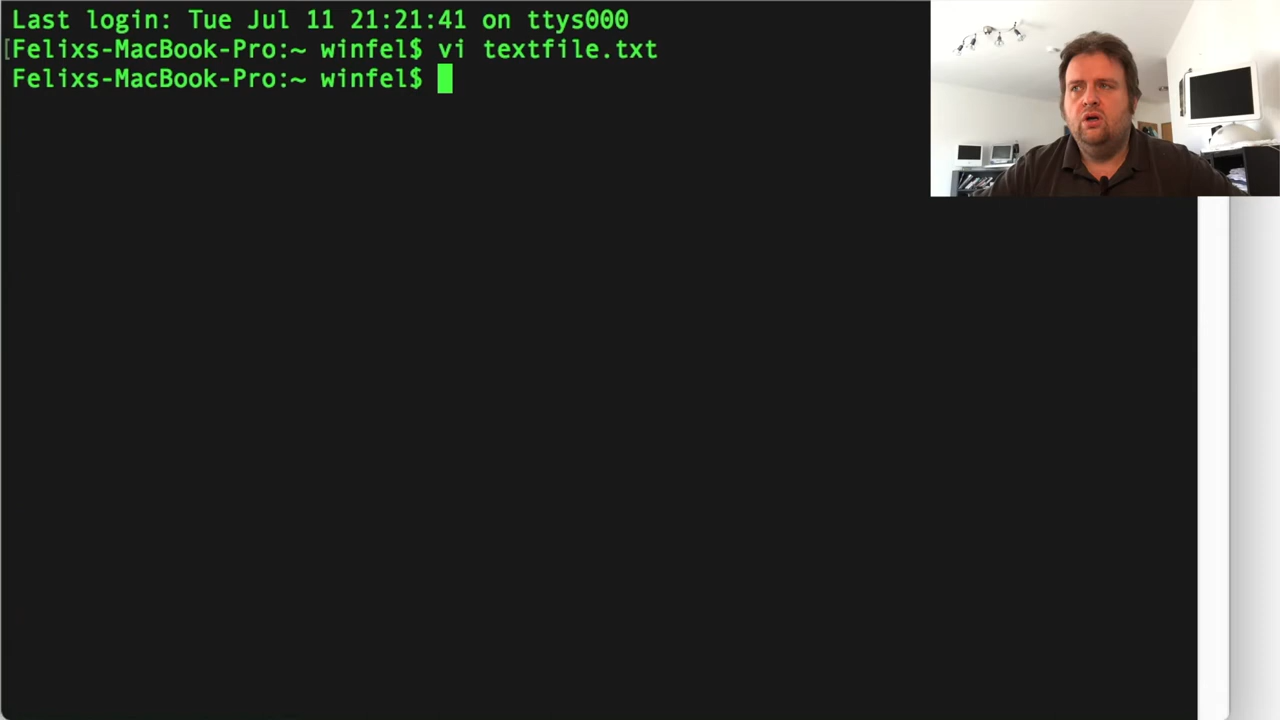 Last login: Tue Jul 11 21:21:41 on ttys000
[Felixs-MacBook-Pro:~ winfel$ vi textfile.txt
Felixs-MacBook-Pro:~ winfel$